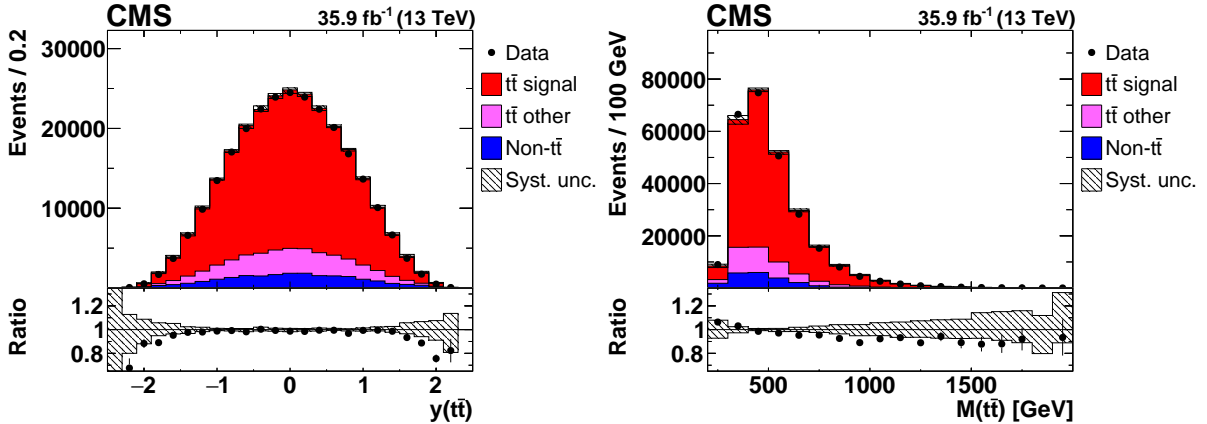 CMS 35.9 fb⁻¹ (13 TeV)
Events / 0.2
30000
20000
10000
Data
tt̄ signal
tt̄ other
Non-tt̄
Syst. unc.
Ratio
1.2
1
0.8
−2 −1 0 1 2
y(tt̄)
CMS 35.9 fb⁻¹ (13 TeV)
Events / 100 GeV
80000
60000
40000
20000
Data
tt̄ signal
tt̄ other
Non-tt̄
Syst. unc.
Ratio
1.2
1
0.8
500 1000 1500
M(tt̄) [GeV]